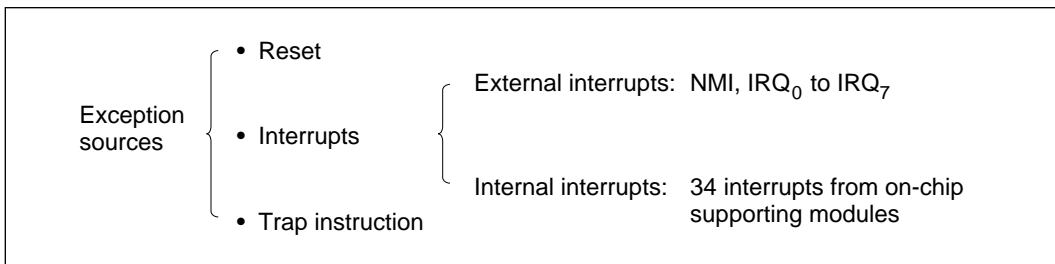 • Reset
External interrupts: NMI, IRQ0 to IRQ7
Exception
sources
• Interrupts
Internal interrupts: 34 interrupts from on-chip
supporting modules
• Trap instruction